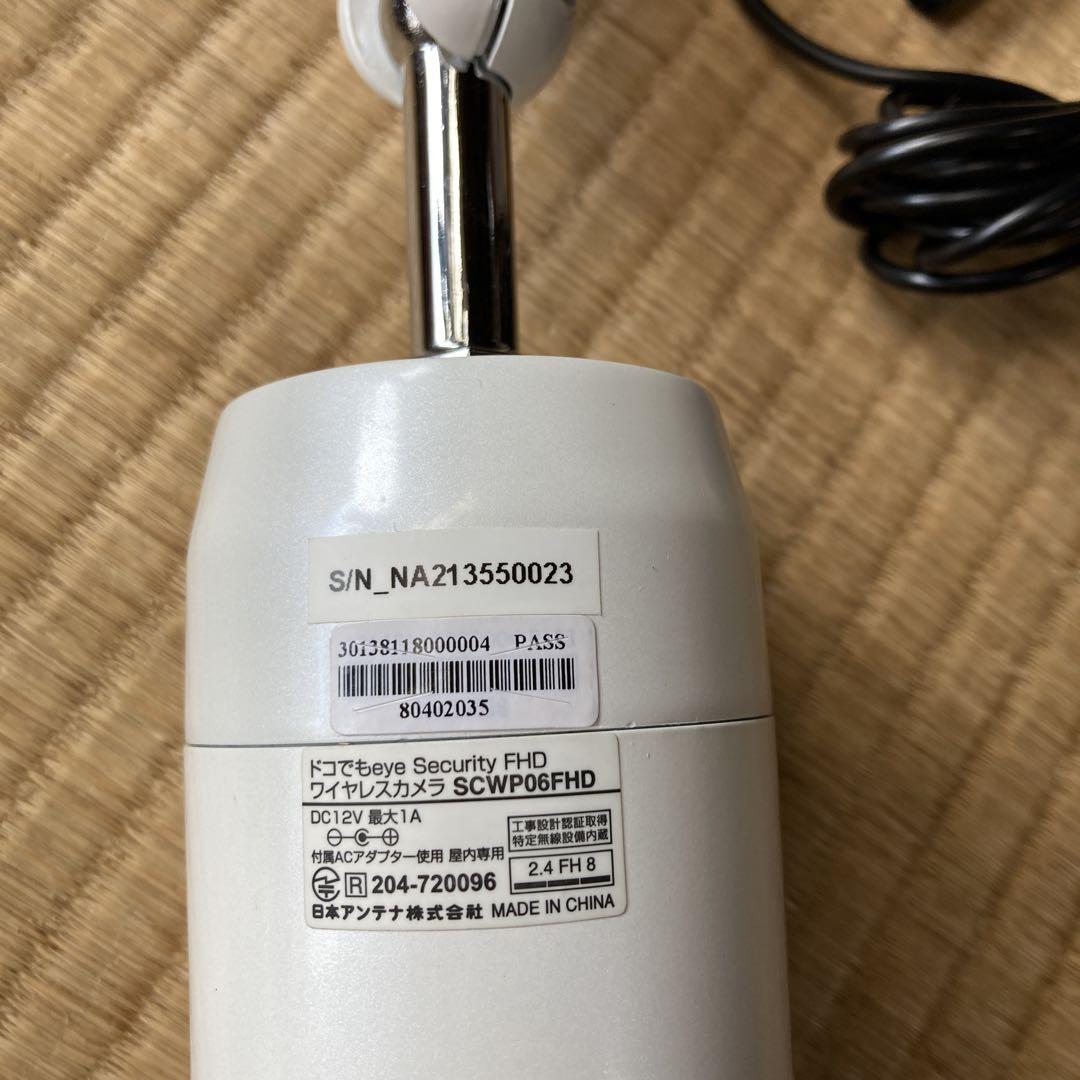 S/N_NA213550023
30138118000004 PASS
80402035
ドコでもeye Security FHD
ワイヤレスカメラ SCWP06FHD
DC12V 最大1A
付属ACアダプター使用 屋内専用
工事設計認証取得
特定無線設備内蔵
2.4 FH 8
R 204-720096
日本アンテナ株式会社 MADE IN CHINA